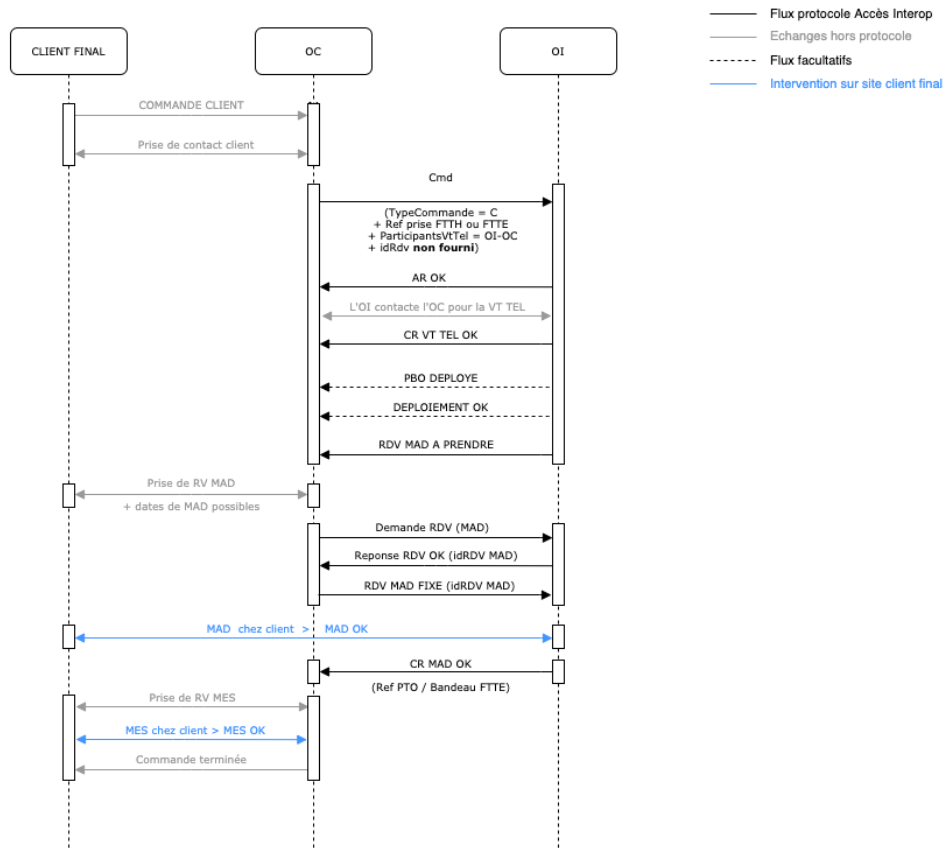 Flux protocole Accès Interop
Echanges hors protocole
Flux facultatifs
Intervention sur site client final
CLIENT FINAL
OC
OI
COMMANDE CLIENT
Prise de contact client
Cmd
(TypeCommande = C
+ Ref prise FTTH ou FTTE
+ ParticipantsVtTel = OI-OC
+ idRdv non fourni)
AR OK
L'OI contacte l'OC pour la VT TEL
CR VT TEL OK
PBO DEPLOYE
DEPLOIEMENT OK
RDV MAD A PRENDRE
Prise de RV MAD
+ dates de MAD possibles
Demande RDV (MAD)
Reponse RDV OK (idRDV MAD)
RDV MAD FIXE (idRDV MAD)
MAD chez client > MAD OK
CR MAD OK
(Ref PTO / Bandeau FTTE)
Prise de RV MES
MES chez client > MES OK
Commande terminée